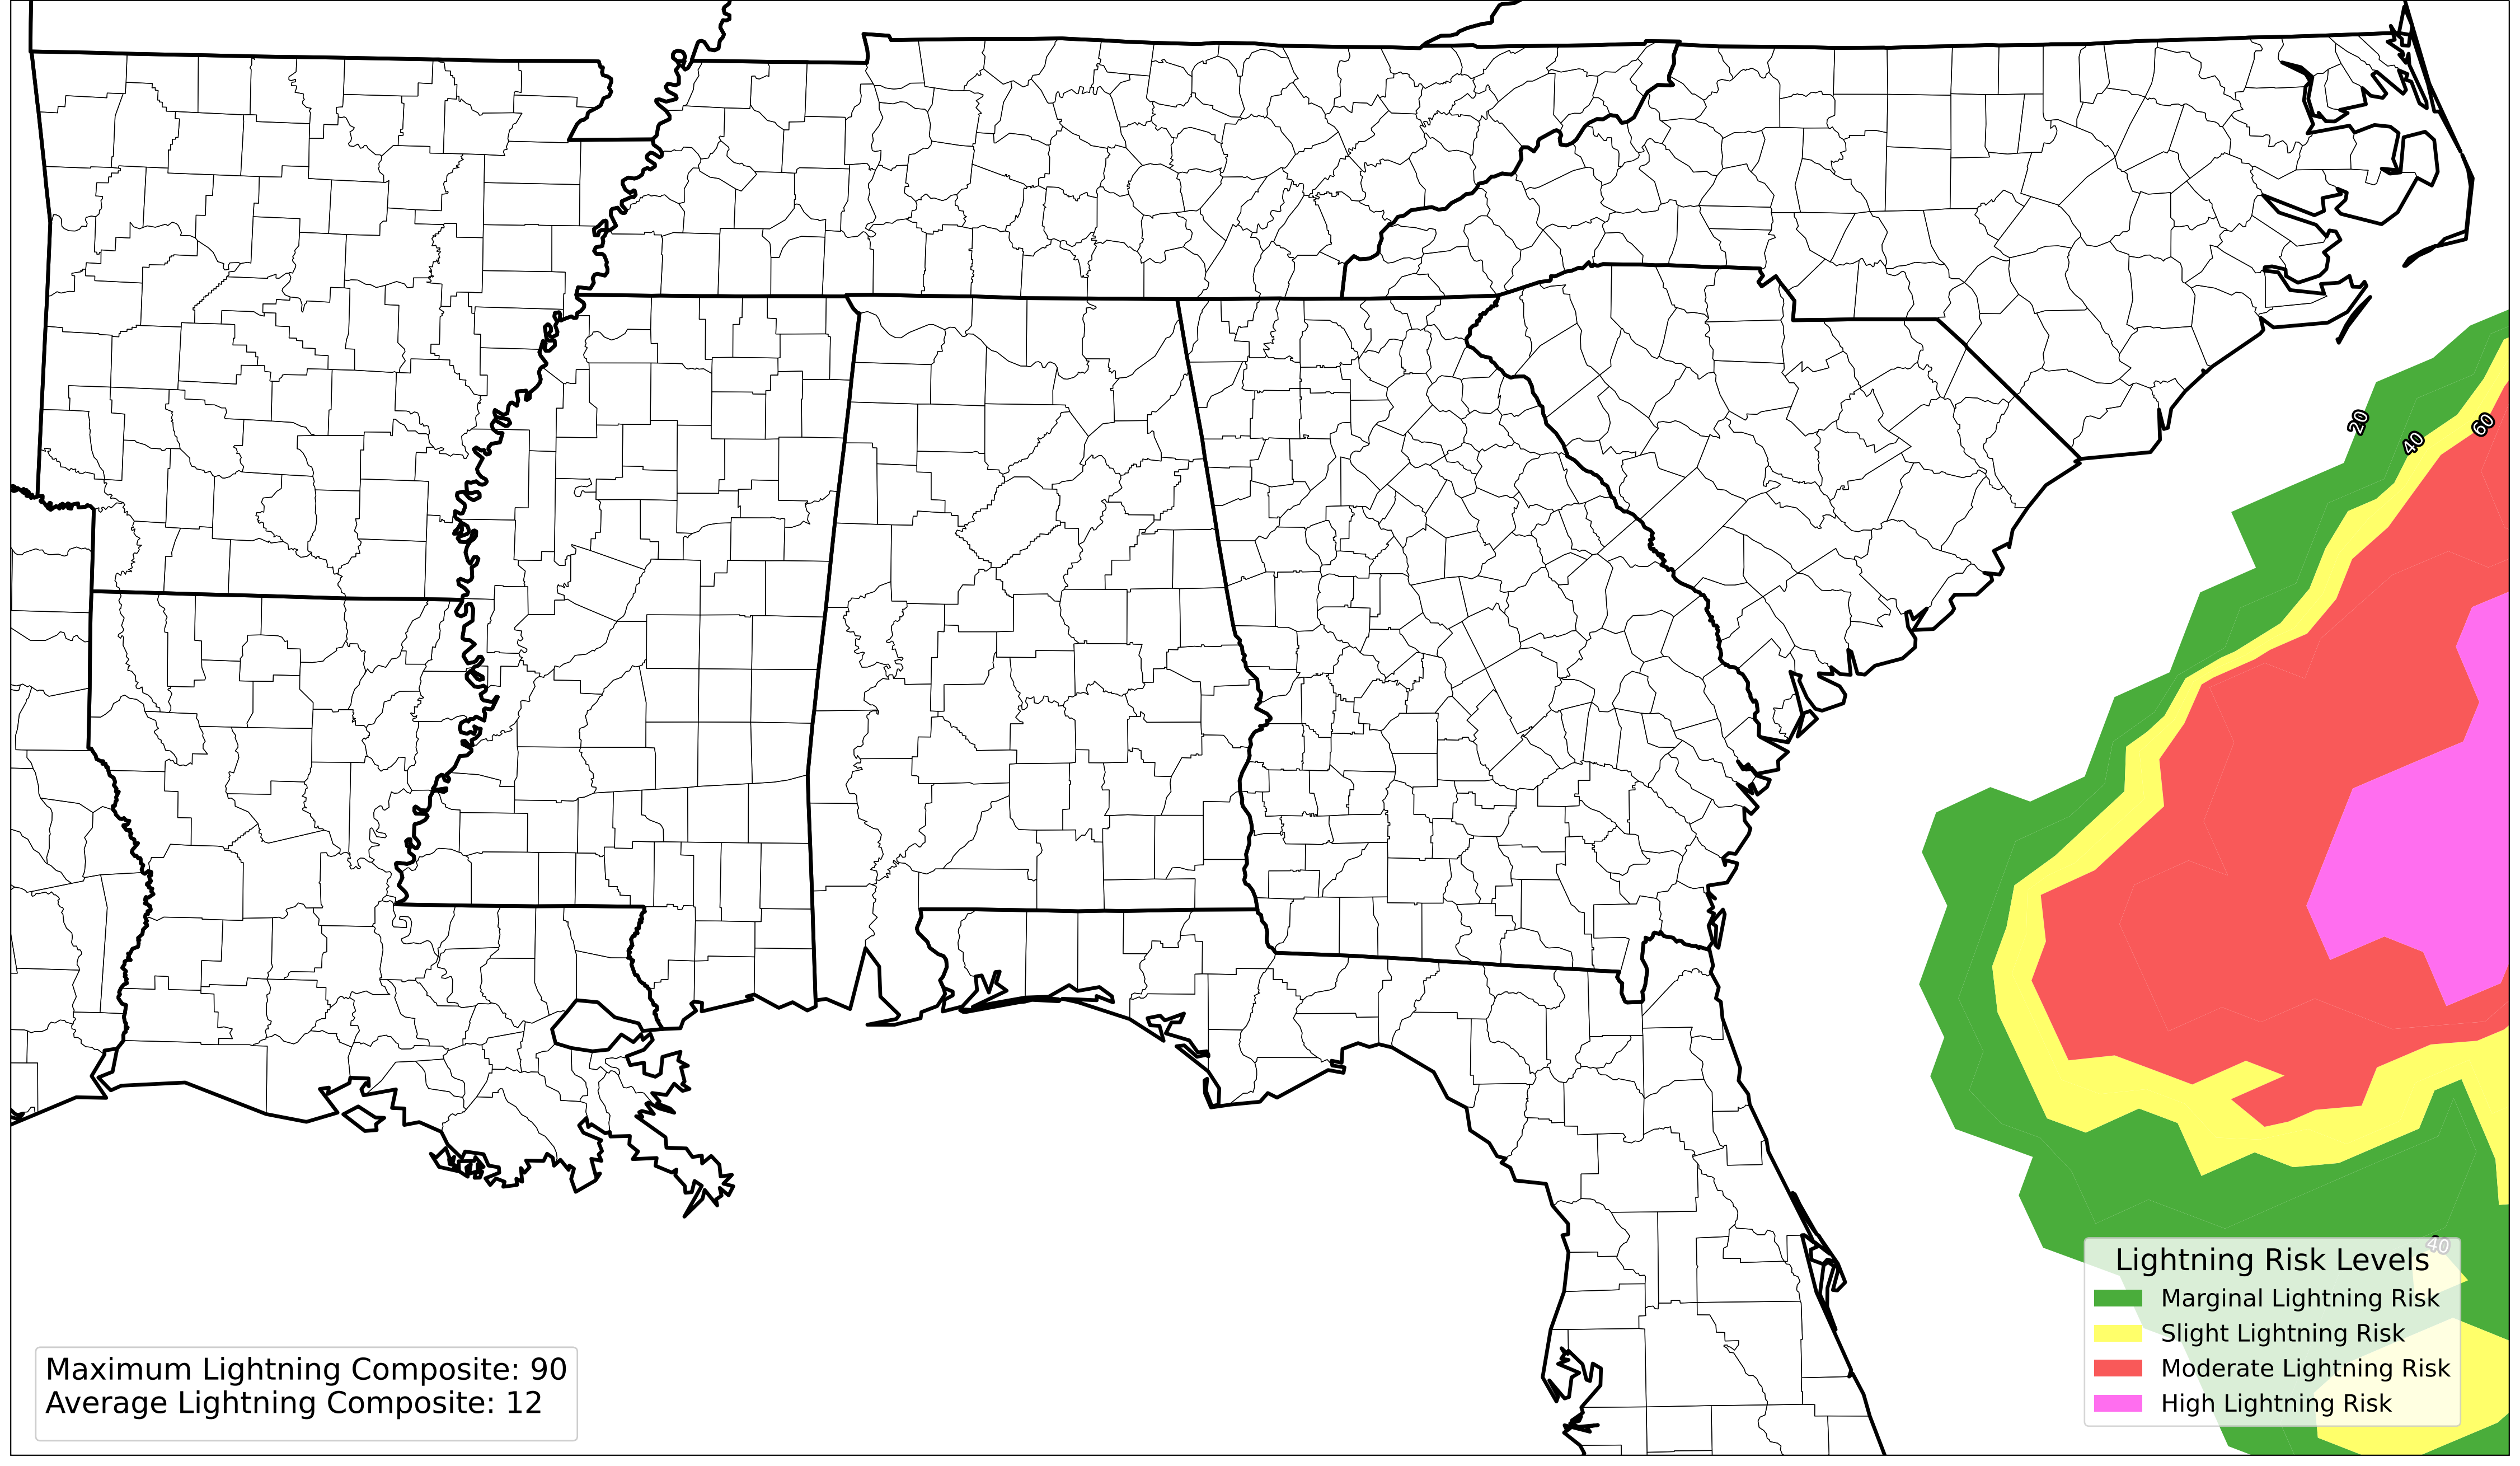 20
40
60
40
Lightning Risk Levels
Marginal Lightning Risk
Slight Lightning Risk
Moderate Lightning Risk
High Lightning Risk
Maximum Lightning Composite: 90
Average Lightning Composite: 12